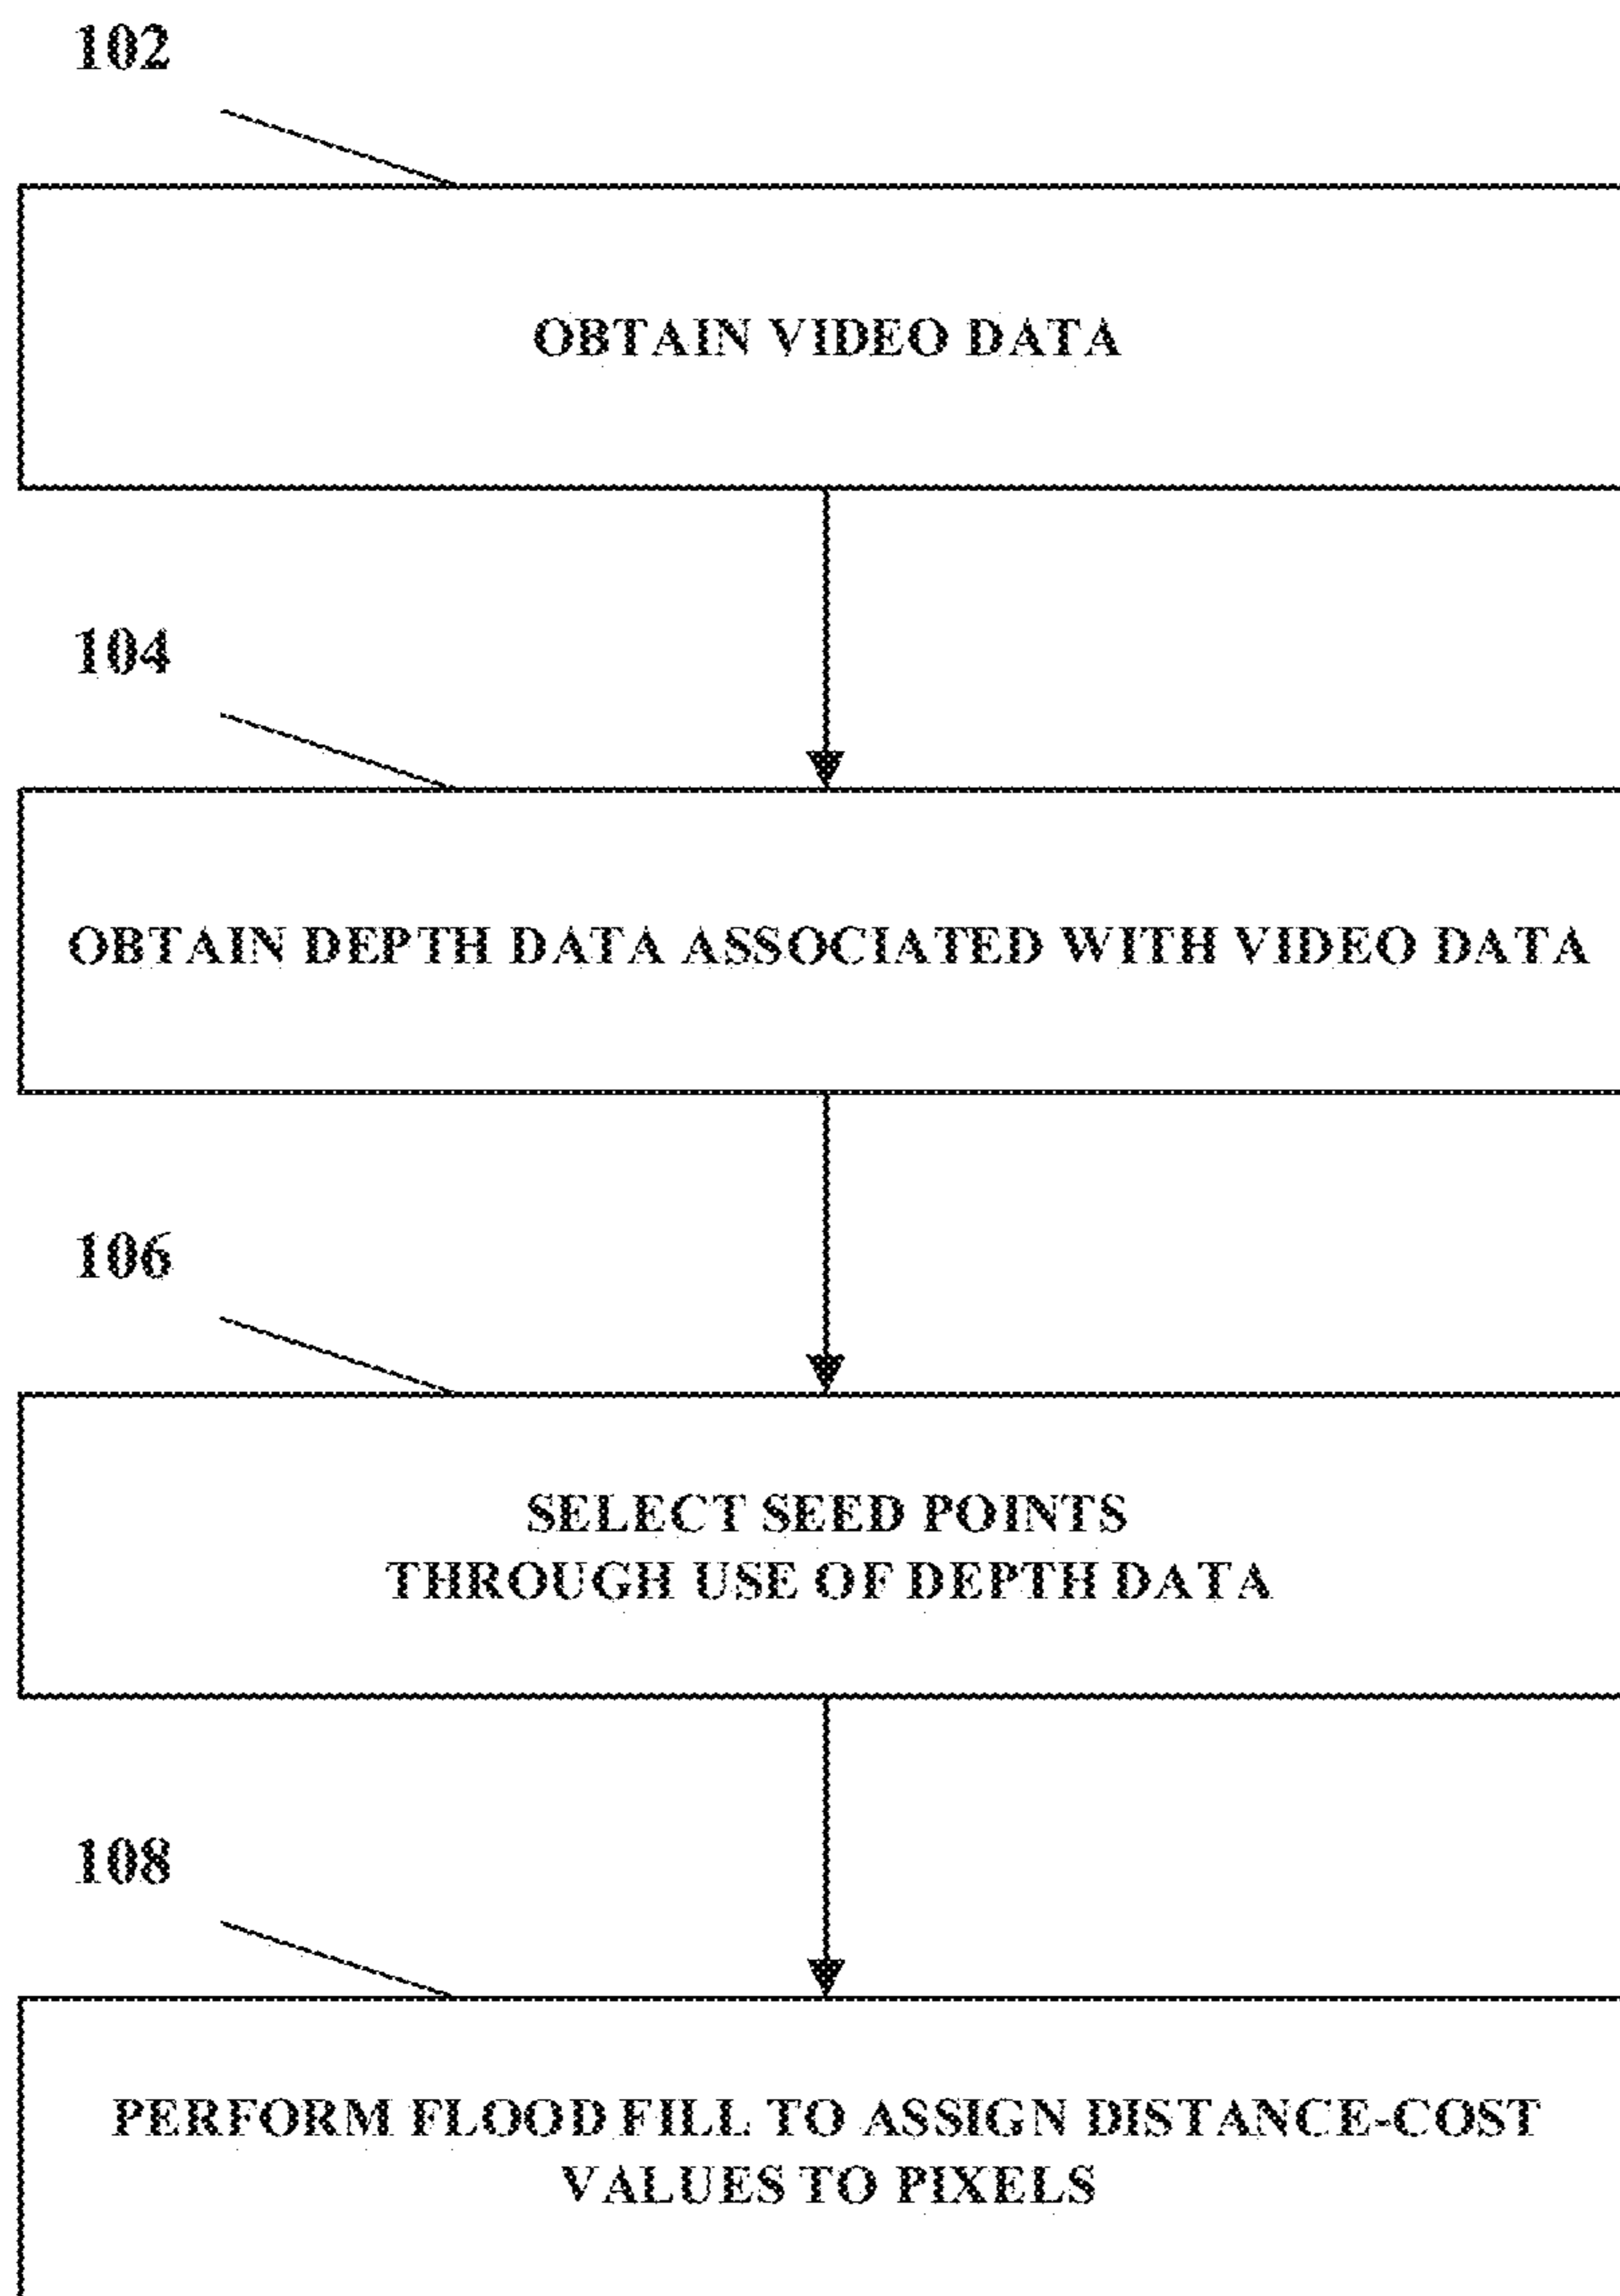 102
OBTAIN VIDEO DATA
104
OBTAIN DEPTH DATA ASSOCIATED WITH VIDEO DATA
106
SELECT SEED POINTS
THROUGH USE OF DEPTH DATA
108
PERFORM FLOOD FILL TO ASSIGN DISTANCE-COST
VALUES TO PIXELS